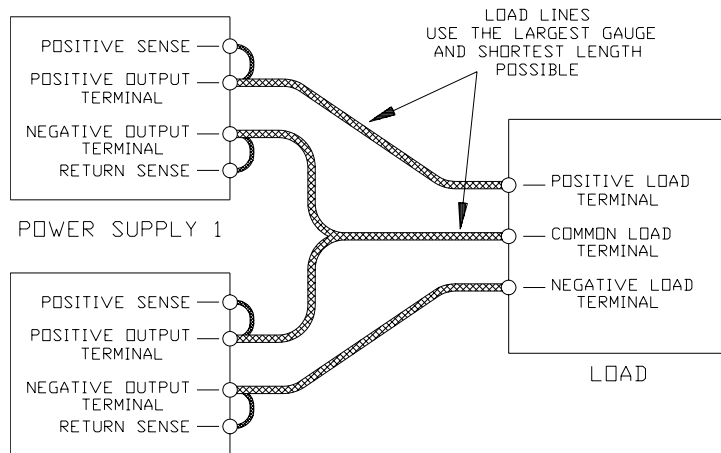 LOAD LINES
USE THE LARGEST GAUGE
AND SHORTEST LENGTH
POSSIBLE
POSITIVE SENSE
POSITIVE OUTPUT
TERMINAL
NEGATIVE OUTPUT
TERMINAL
RETURN SENSE
POWER SUPPLY 1
POSITIVE LOAD
TERMINAL
COMMON LOAD
TERMINAL
NEGATIVE LOAD
TERMINAL
LOAD
POSITIVE SENSE
POSITIVE OUTPUT
TERMINAL
NEGATIVE OUTPUT
TERMINAL
RETURN SENSE